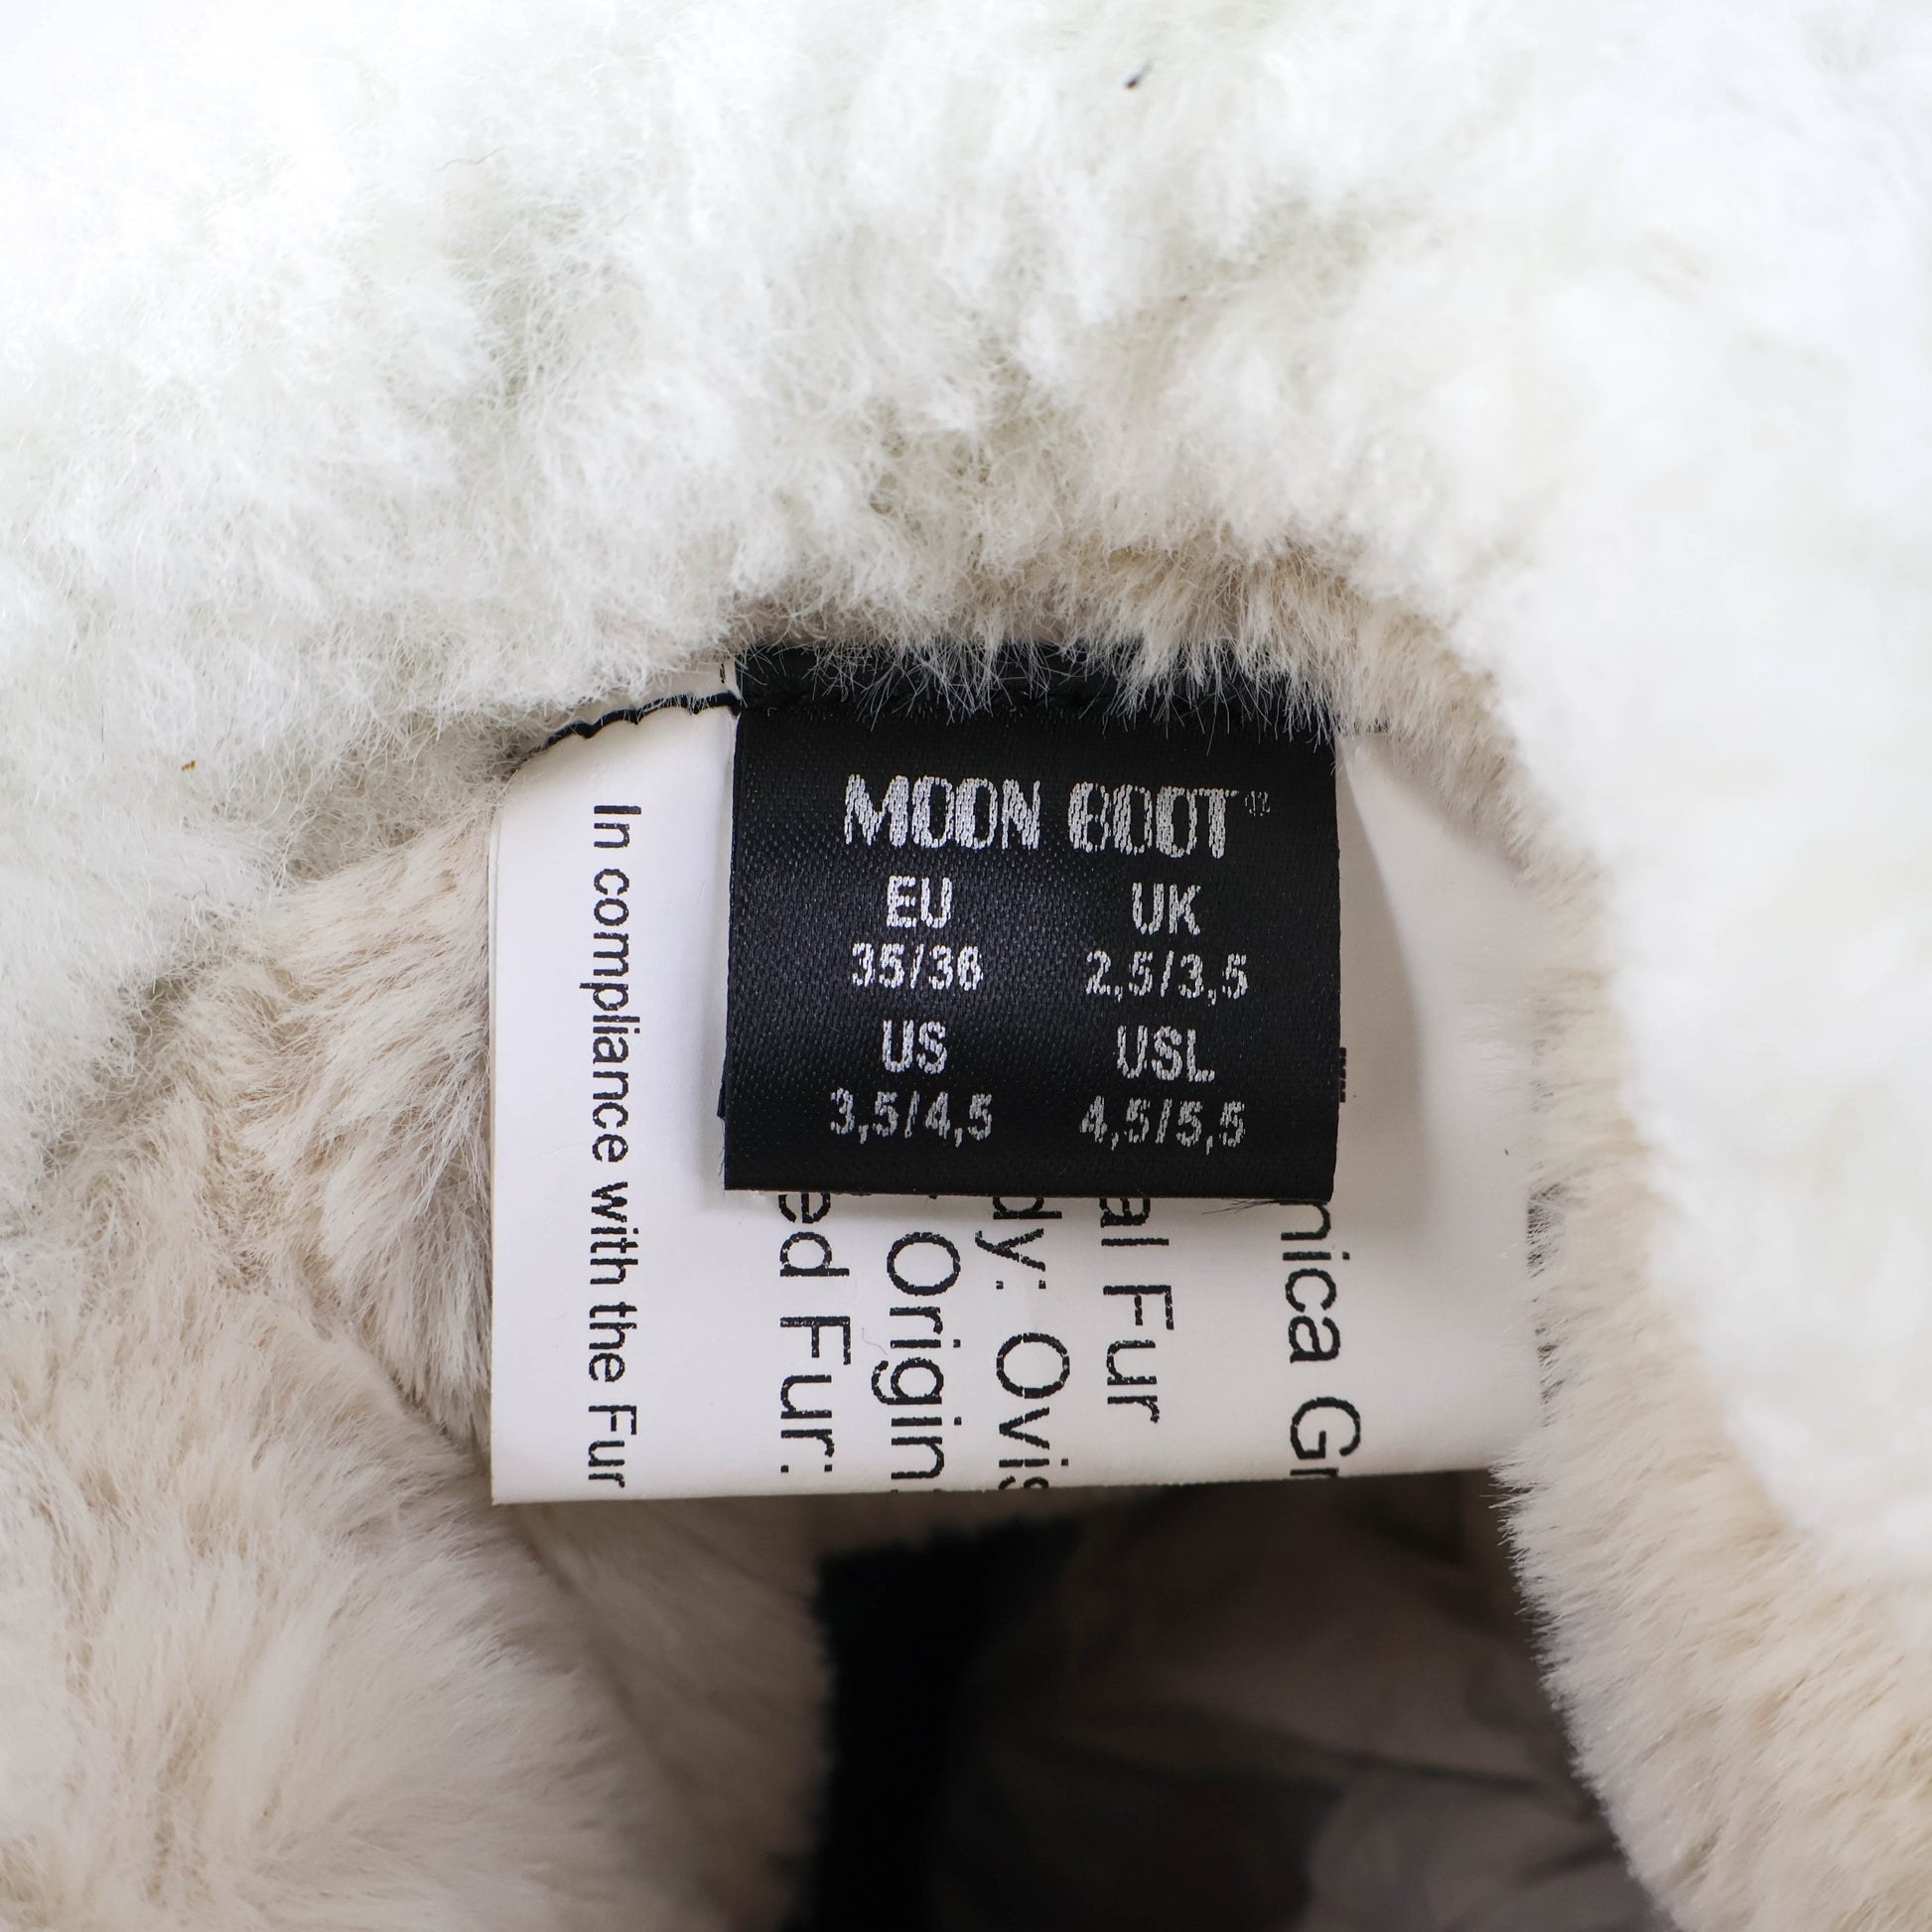 MOON BOOT®
EU UK
35/36 2,5/3,5
US USL
3,5/4,5 4,5/5,5
nica Gr
al Fur
dy: Ovis
Origin
ed Fur:
In compliance with the Fur